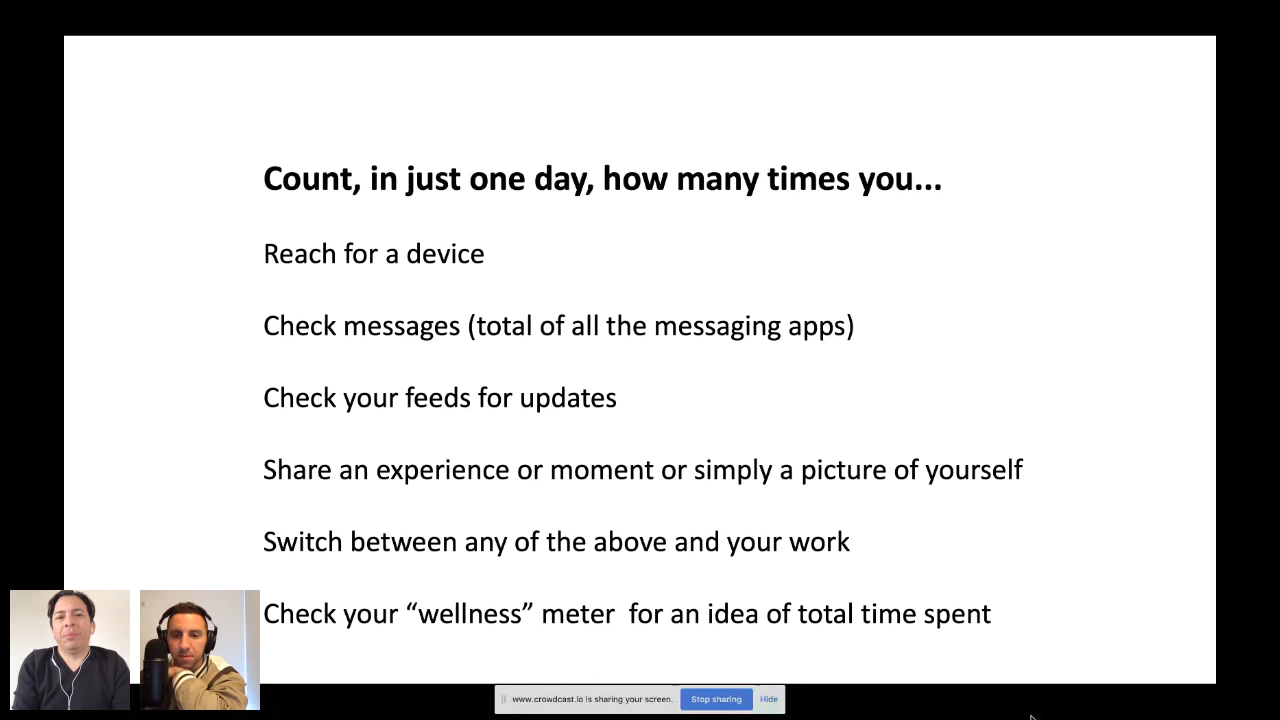 Count, in just one day, how many times you...
Reach for a device
Check messages (total of all the messaging apps)
Check your feeds for updates
Share an experience or moment or simply a picture of yourself
Switch between any of the above and your work
Check your “wellness” meter  for an idea of total time spent
www.crowdcast.io is sharing your screen. Stop sharing Hide